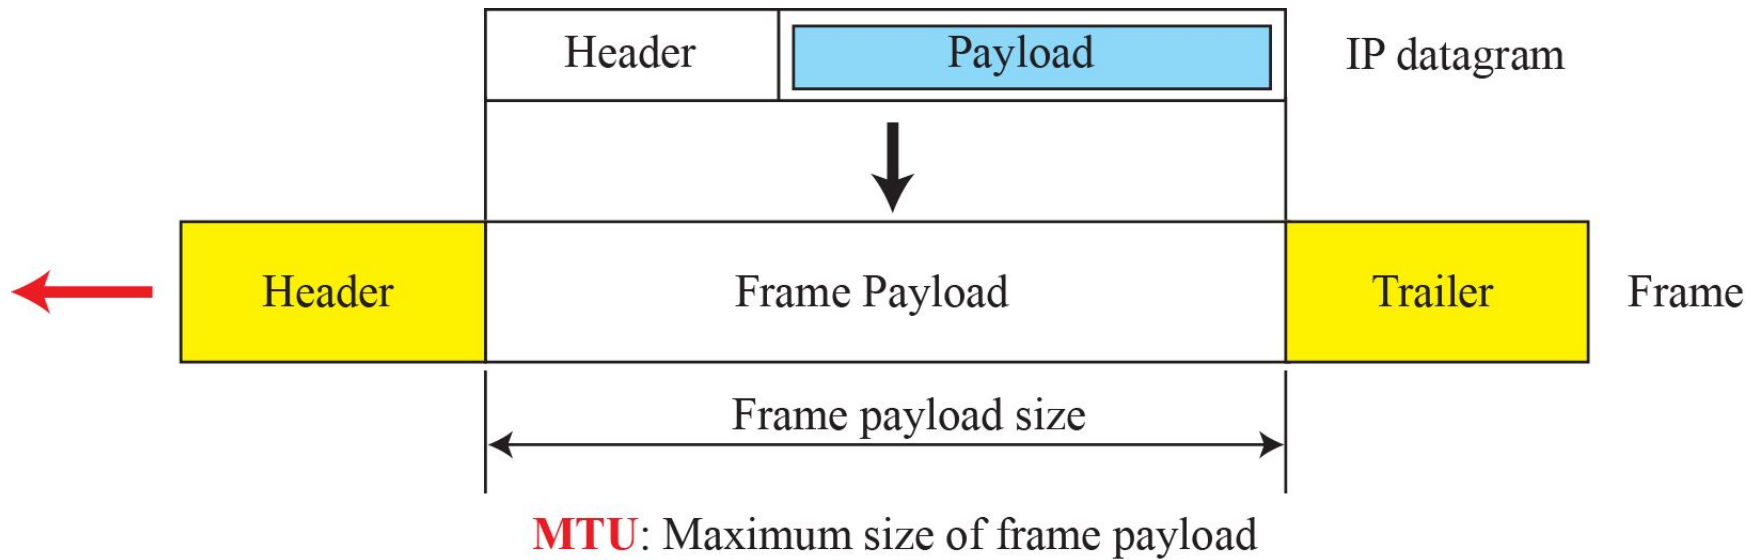 Header Payload IP datagram
Header Frame Payload Trailer Frame
Frame payload size
MTU: Maximum size of frame payload